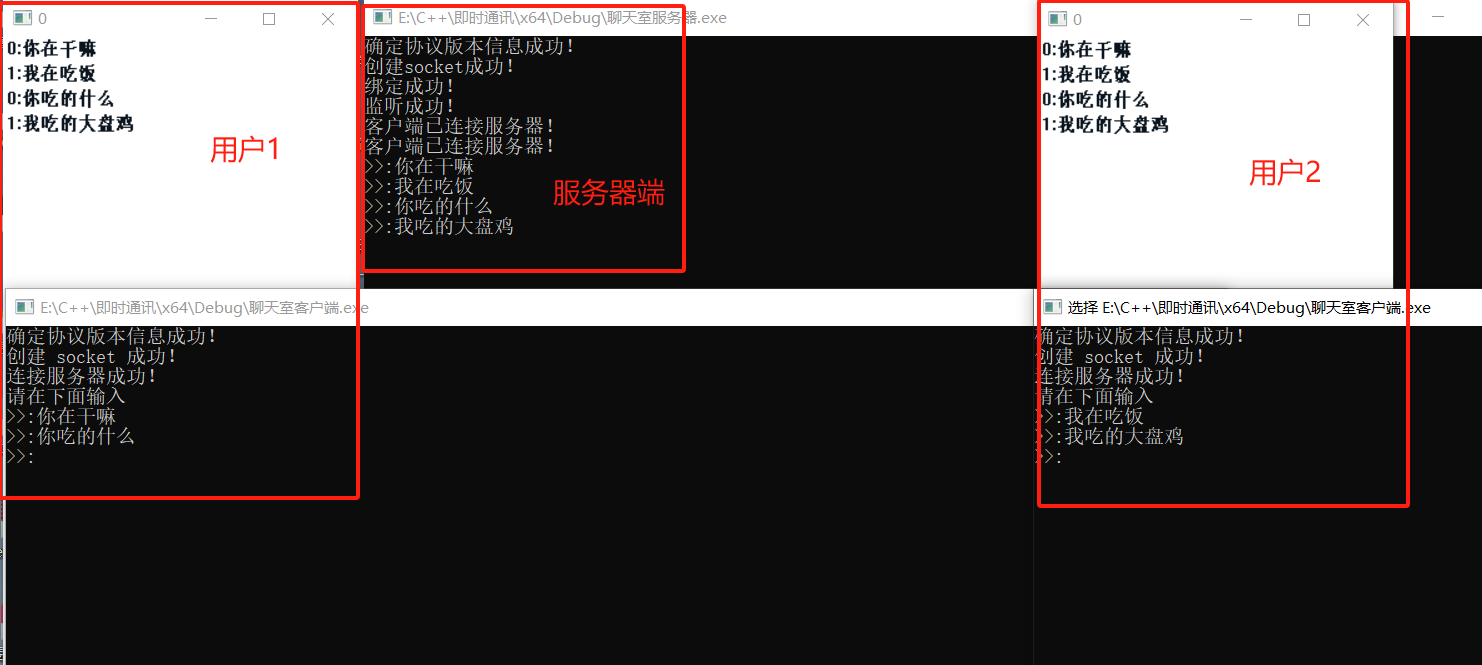 0
0:你在干嘛
1:我在吃饭
0:你吃的什么
1:我吃的大盘鸡
用户1
E:\C++\即时通讯\x64\Debug\聊天室服务器.exe
确定协议版本信息成功!
创建socket成功!
绑定成功!
监听成功!
客户端已连接服务器!
客户端已连接服务器!
>>:你在干嘛
>>:我在吃饭
>>:你吃的什么
>>:我吃的大盘鸡
服务器端
0
0:你在干嘛
1:我在吃饭
0:你吃的什么
1:我吃的大盘鸡
用户2
E:\C++\即时通讯\x64\Debug\聊天室客户端.exe
确定协议版本信息成功!
创建 socket 成功!
连接服务器成功!
请在下面输入
>>:你在干嘛
>>:你吃的什么
>>:
选择 E:\C++\即时通讯\x64\Debug\聊天室客户端.exe
确定协议版本信息成功!
创建 socket 成功!
连接服务器成功!
请在下面输入
>>:我在吃饭
>>:我吃的大盘鸡
>>: